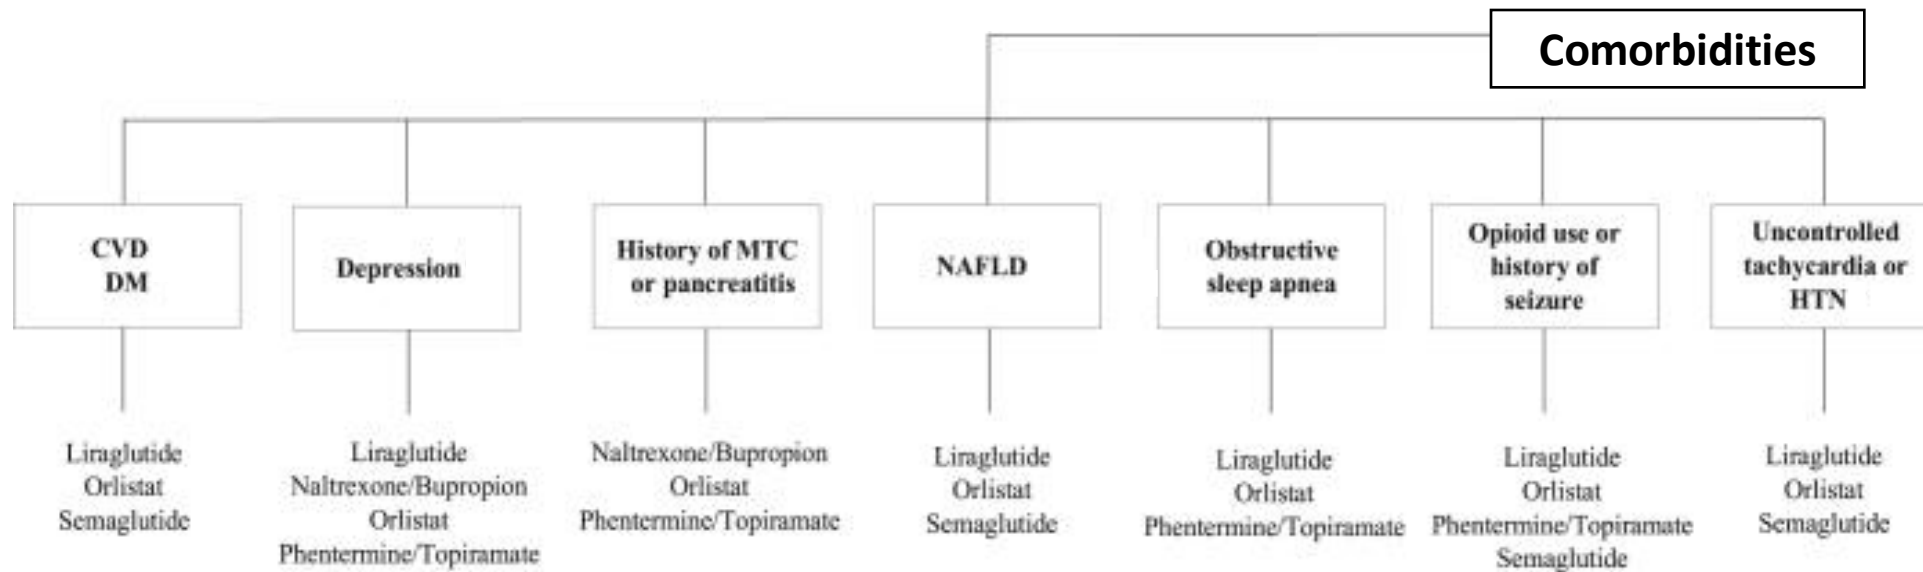 Comorbidities
CVD
DM
Depression
History of MTC
or pancreatitis
NAFLD
Obstructive
sleep apnea
Opioid use or
history of
seizure
Uncontrolled
tachycardia or
HTN
Liraglutide
Orlistat
Semaglutide
Liraglutide
Naltrexone/Bupropion
Orlistat
Phentermine/Topiramate
Naltrexone/Bupropion
Orlistat
Phentermine/Topiramate
Liraglutide
Orlistat
Semaglutide
Liraglutide
Orlistat
Phentermine/Topiramate
Liraglutide
Orlistat
Phentermine/Topiramate
Semaglutide
Liraglutide
Orlistat
Semaglutide